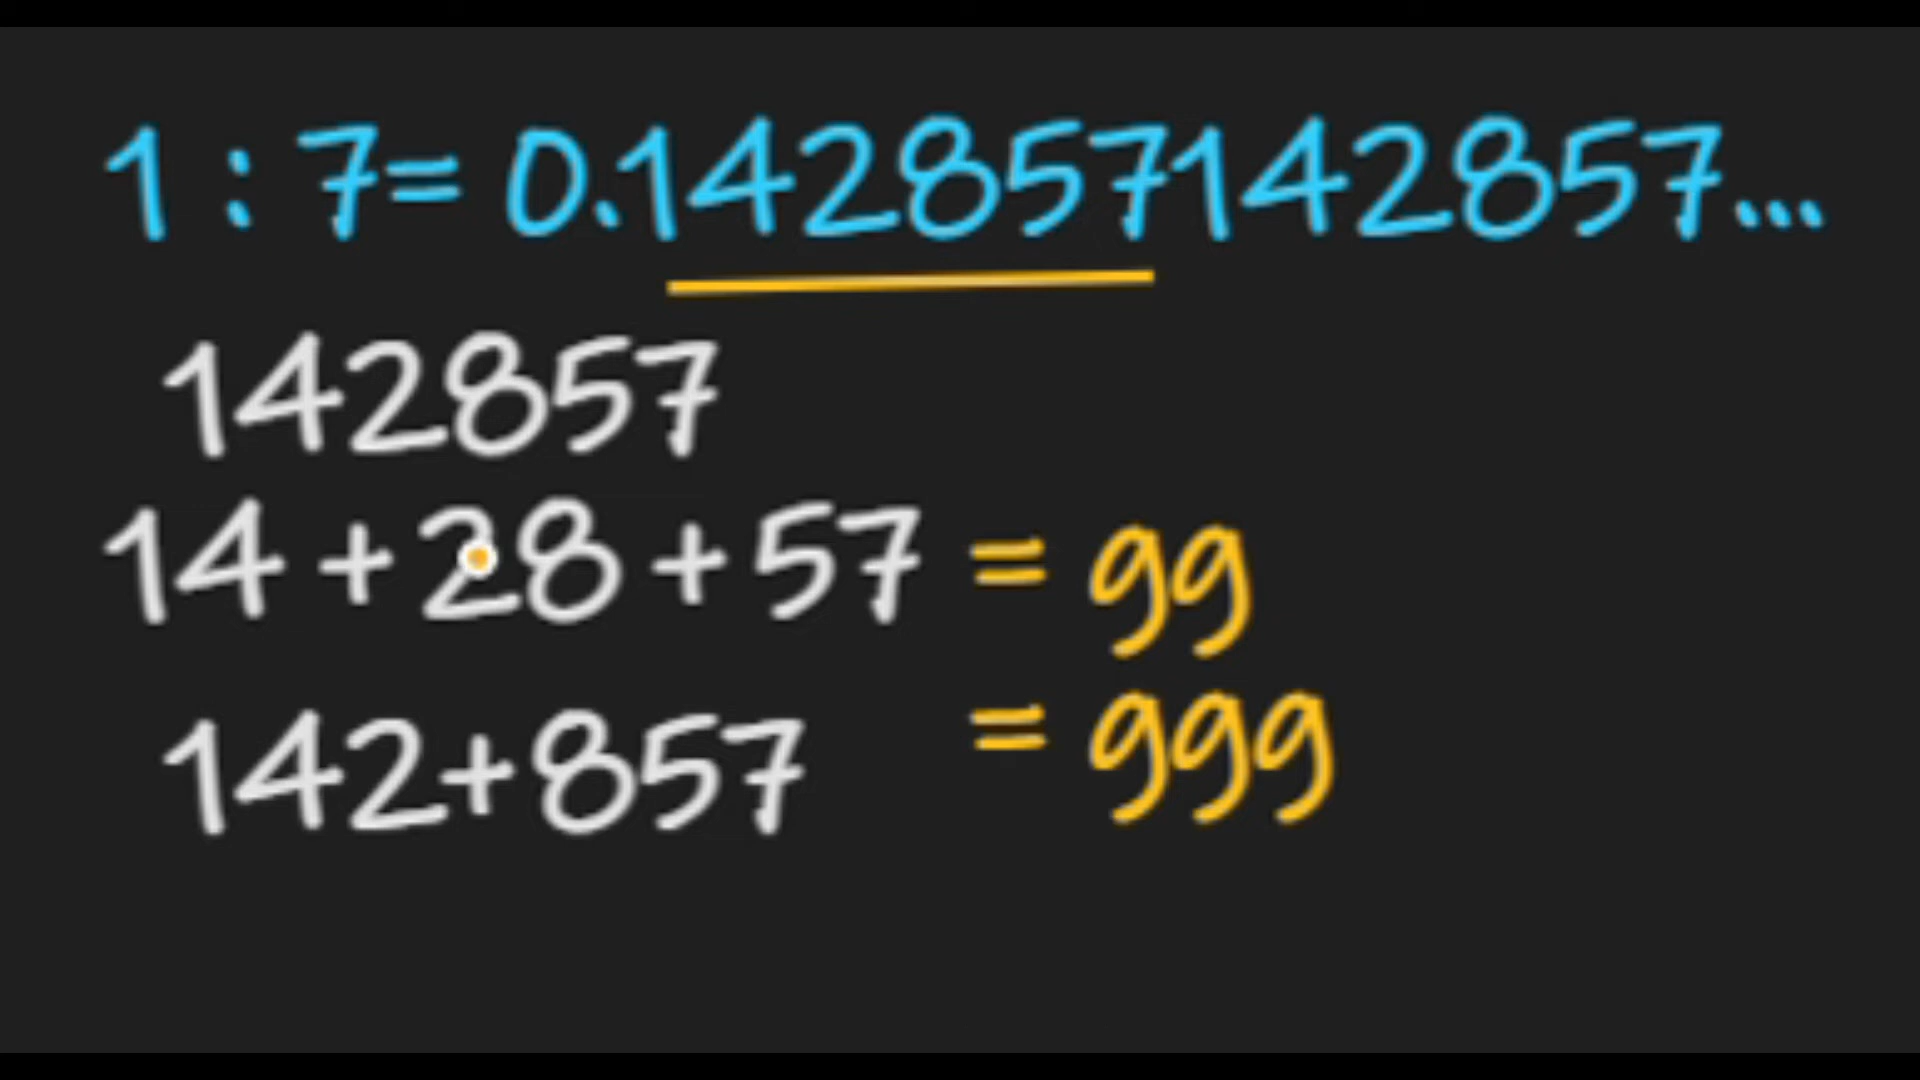 1 : 7= 0.142857142857...
142857
14 + 28 + 57 = 99
142+857 = 999